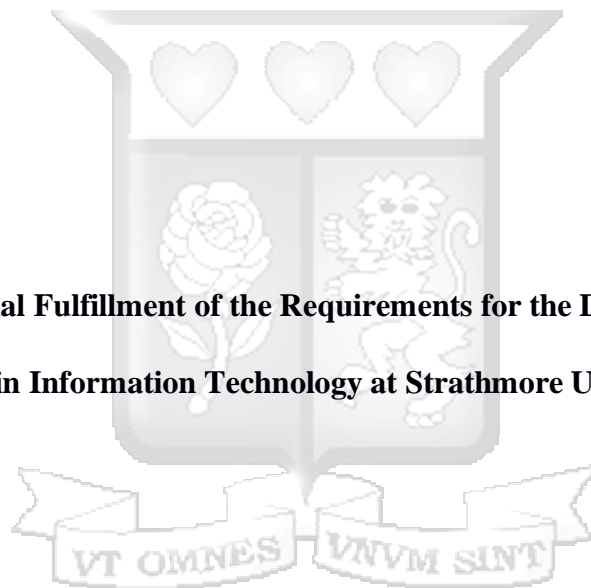 al Fulfillment of the Requirements for the
in Information Technology at Strathmore U
VT OMNES VNVM SINT